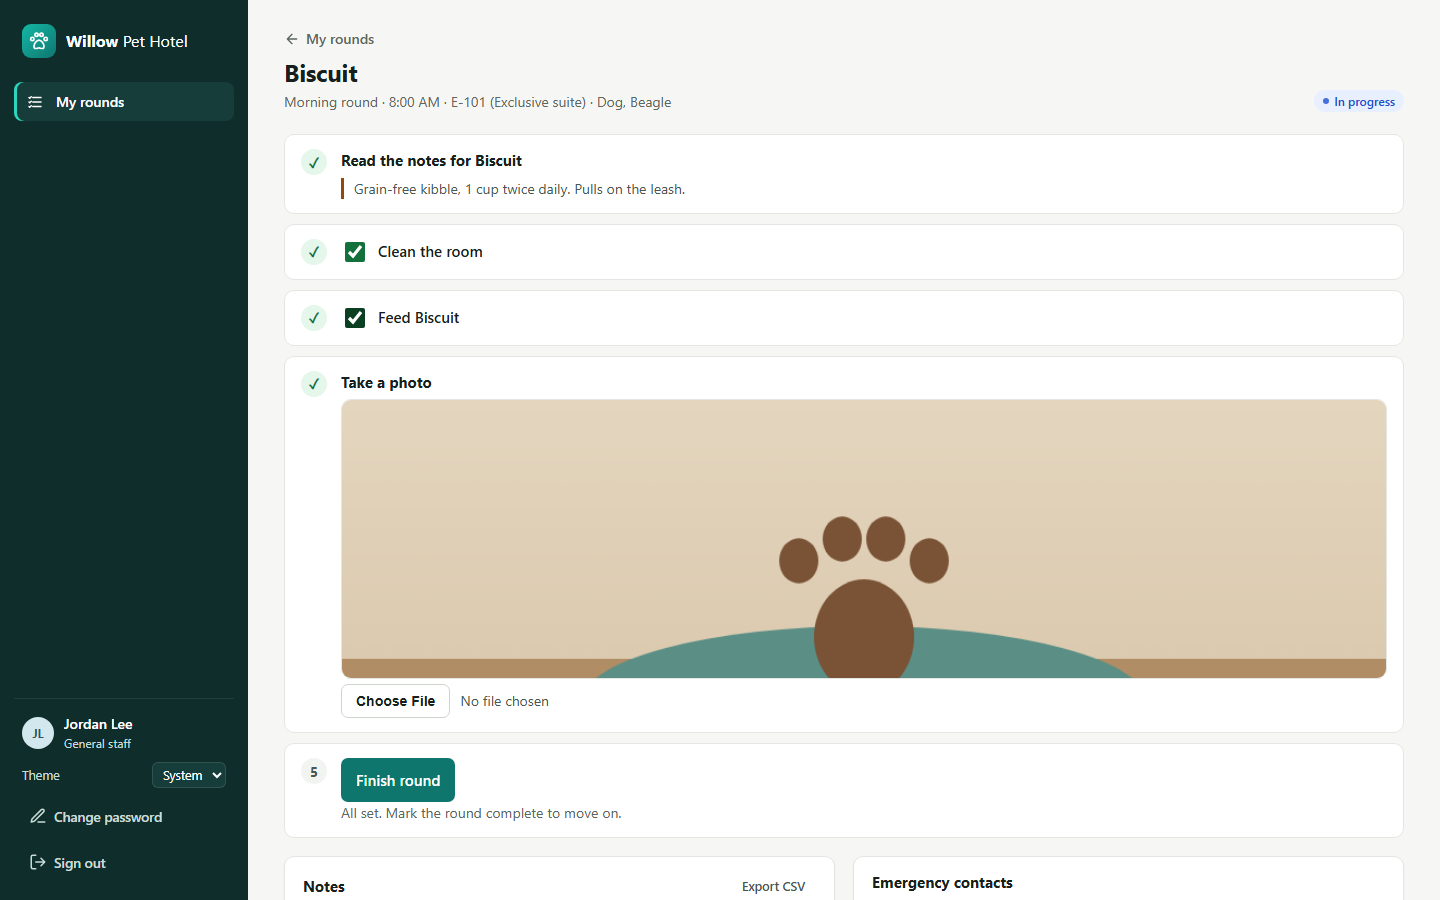 Willow Pet Hotel
My rounds
Jordan Lee
JL
General staff
Theme
System
Change password
Sign out
My rounds
Biscuit
Morning round · 8:00 AM · E-101 (Exclusive suite) · Dog, Beagle
In progress
Read the notes for Biscuit
Grain-free kibble, 1 cup twice daily. Pulls on the leash.
Clean the room
Feed Biscuit
Take a photo
Choose File
No file chosen
5
Finish round
All set. Mark the round complete to move on.
Notes
Export CSV
Emergency contacts